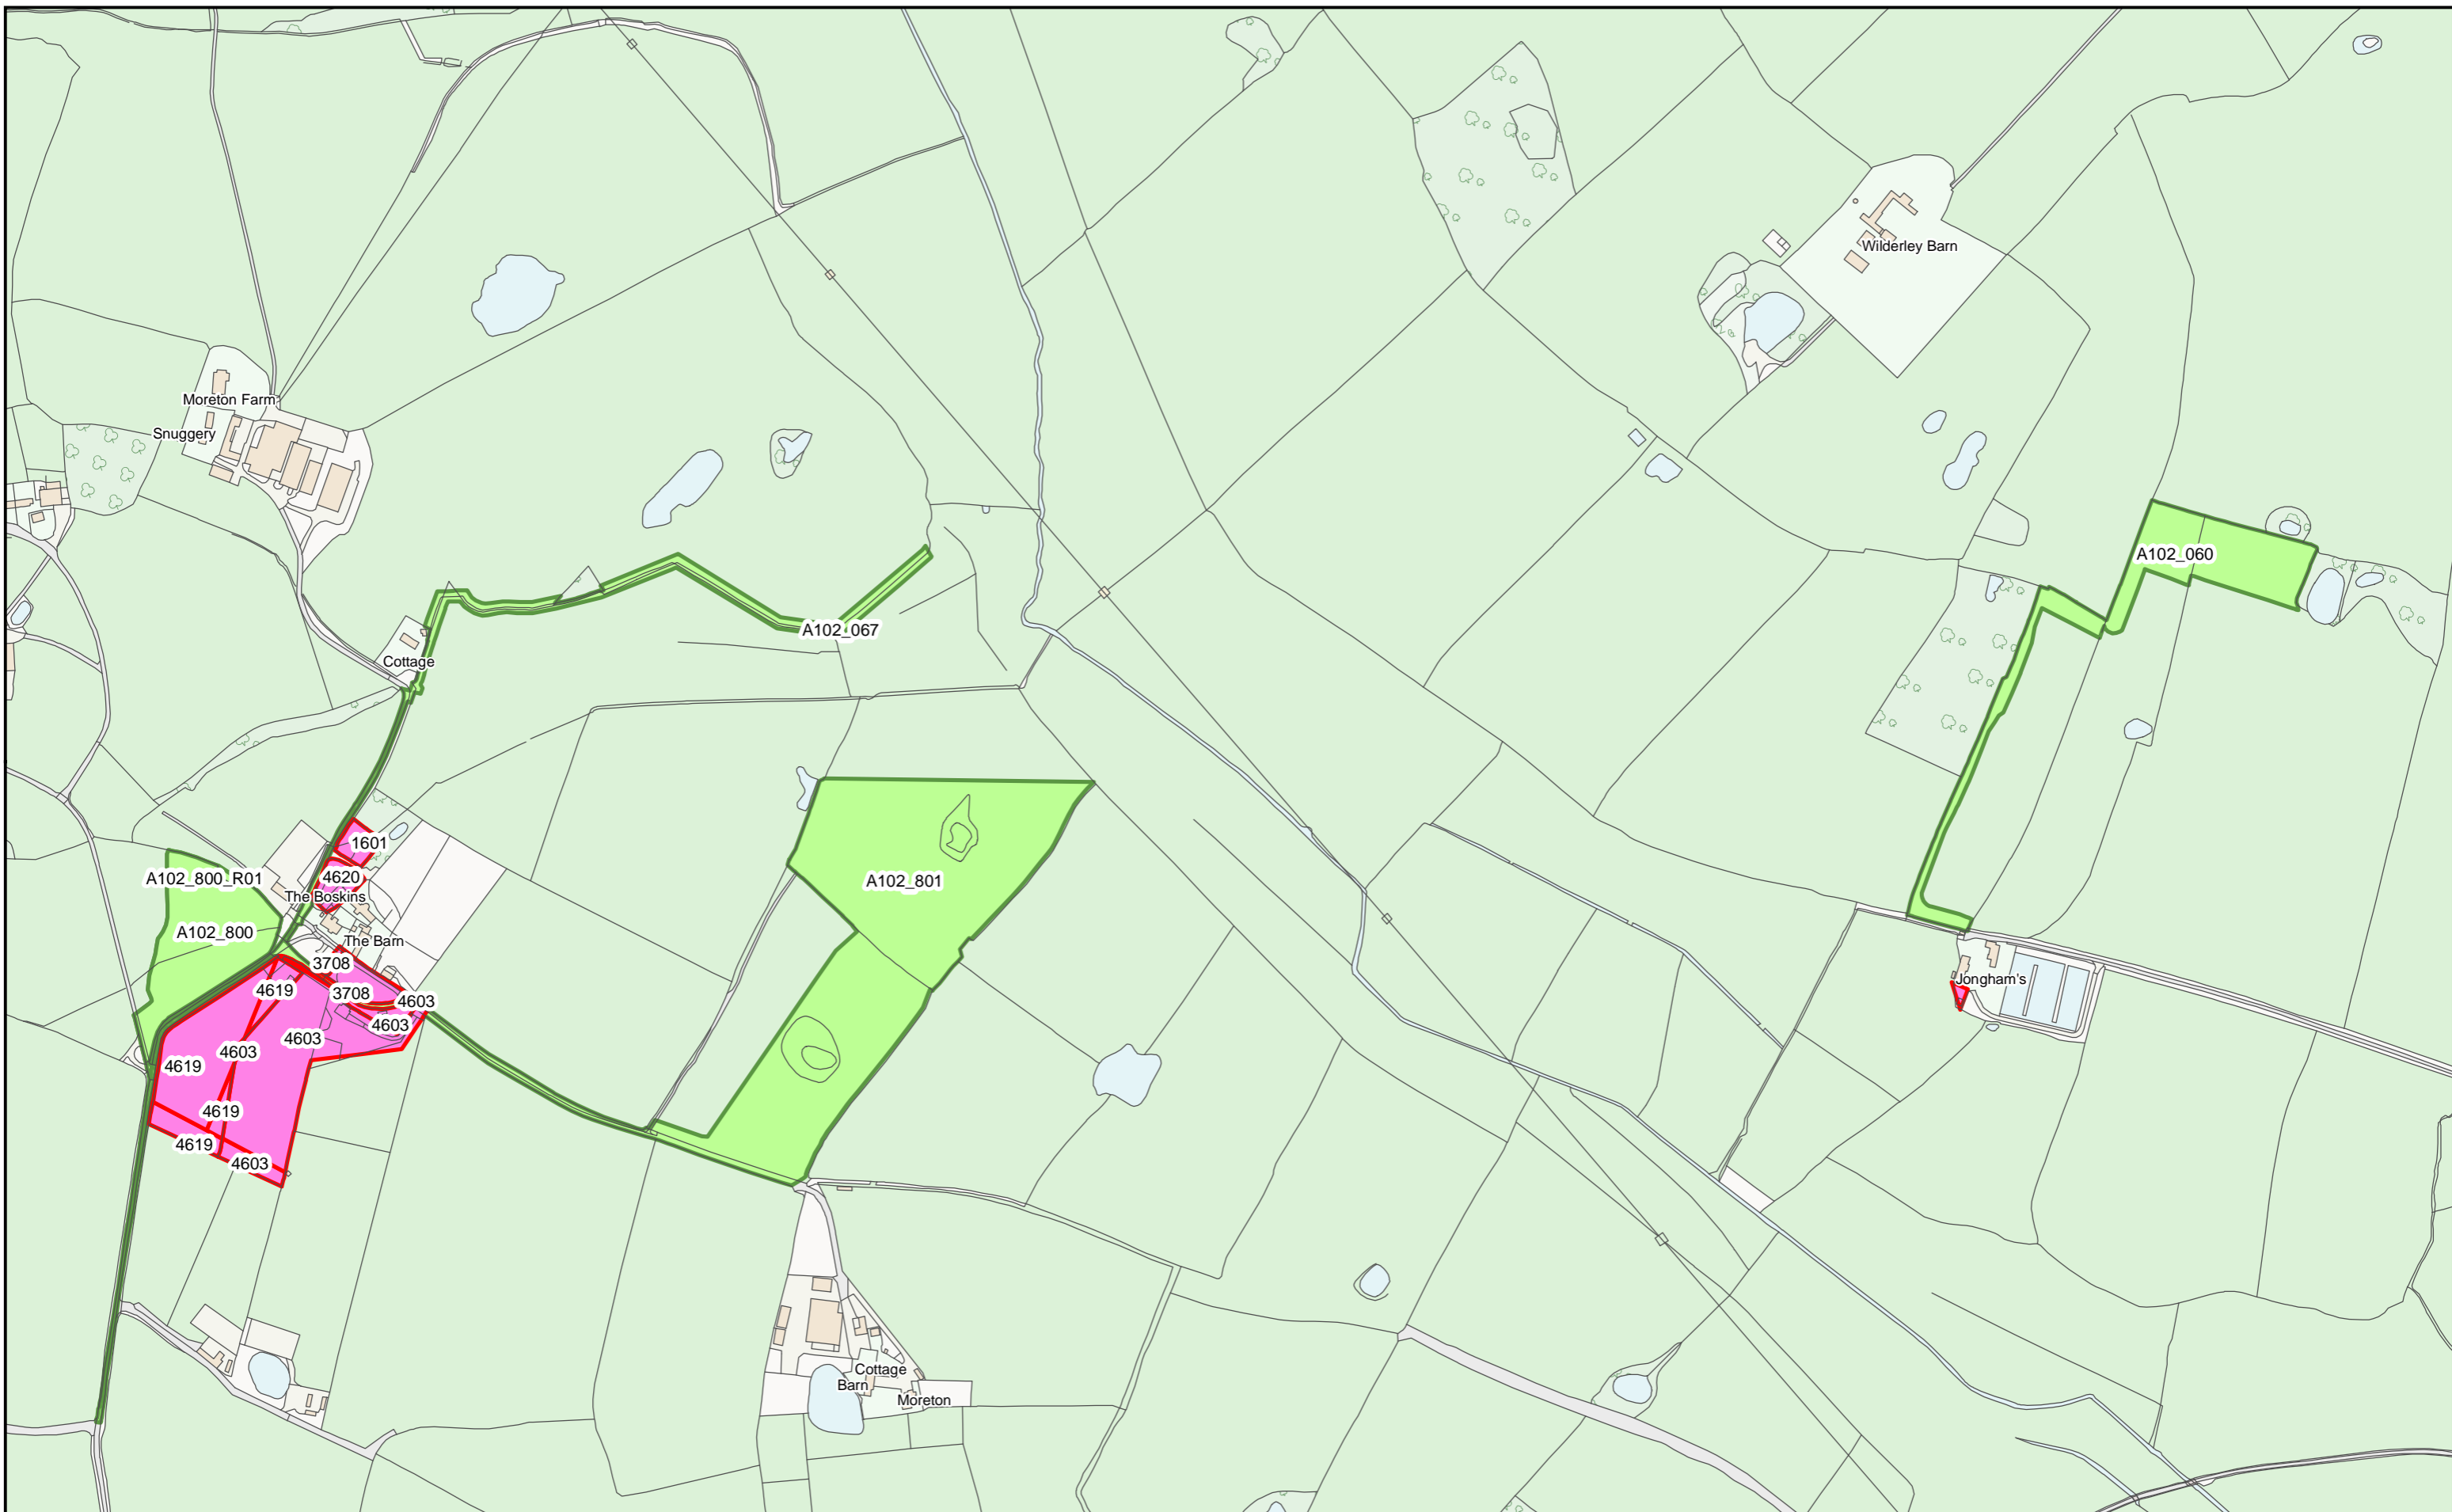 Wilderley Barn
Moreton Farm
Snuggery
A102_060
A102_067
Cottage
1601
4620
A102_800_R01
A102_801
The Boskins
A102_800
The Barn
3708
Jongham's
4619
3708
4603
4603
4603
4603
4619
4619
4619
4603
Cottage
Barn
Moreton